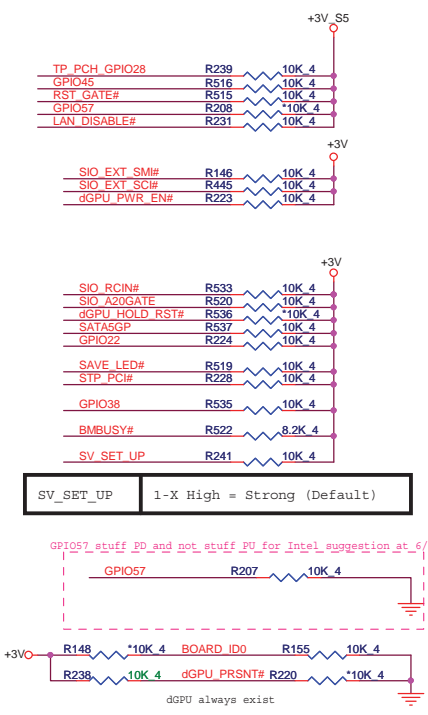 +3V_S5
TP_PCH_GPIO28 R239 10K_4
GPIO45 R516 10K_4
RST_GATE# R515 10K_4
GPIO57 R208 *10K_4
LAN_DISABLE# R231 10K_4
+3V
SIO_EXT_SMI# R146 10K_4
SIO_EXT_SCI# R445 10K_4
dGPU_PWR_EN# R223 10K_4
+3V
SIO_RCIN# R533 10K_4
SIO_A20GATE R520 10K_4
dGPU_HOLD_RST# R536 *10K_4
SATA5GP R537 10K_4
GPIO22 R224 10K_4
SAVE_LED# R519 10K_4
STP_PCI# R228 10K_4
GPIO38 R535 10K_4
BMBUSY# R522 8.2K_4
SV_SET_UP R241 10K_4
SV_SET_UP 1-X High = Strong (Default)
GPIO57 stuff PD and not stuff PU for Intel suggestion at 6/
GPIO57 R207 10K_4
+3V R148 *10K_4 BOARD_ID0 R155 10K_4
R238 10K_4 dGPU_PRSNT# R220 *10K_4
dGPU always exist